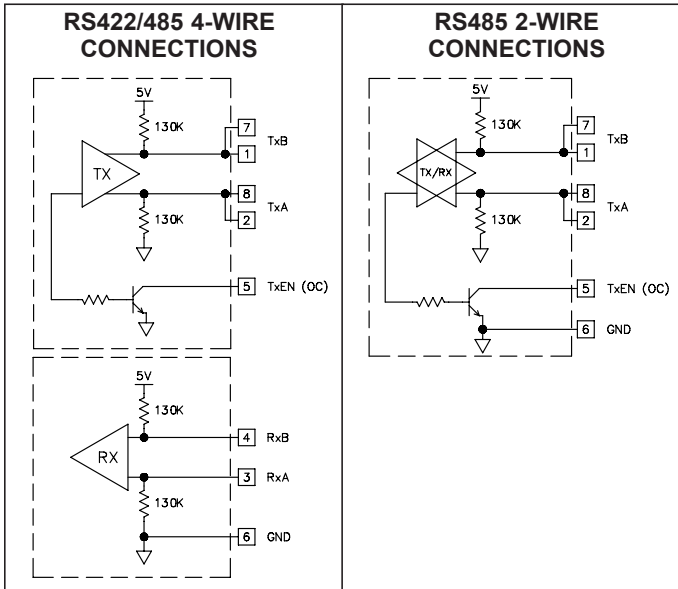 RS422/485 4-WIRE
CONNECTIONS
5V
130K
7
TxB
1
TX
8
TxA
2
130K
5 TxEN (OC)
5V
130K
4 RxB
RX
3 RxA
130K
6 GND
RS485 2-WIRE
CONNECTIONS
5V
130K
7
TxB
1
TX/RX
8
TxA
2
130K
5 TxEN (OC)
6 GND